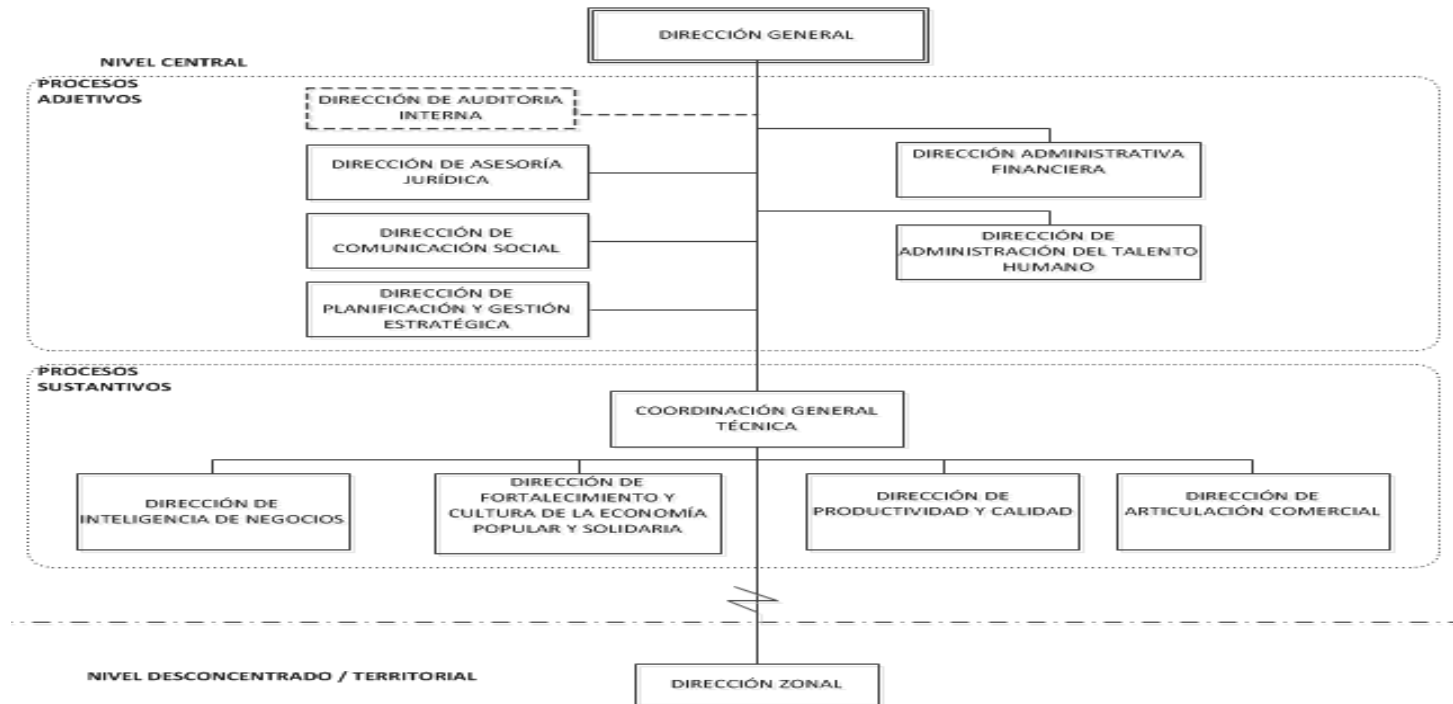 DIRECCIÓN GENERAL
NIVEL CENTRAL
PROCESOS
ADJETIVOS
DIRECCIÓN DE AUDITORIA
INTERNA
DIRECCIÓN DE ASESORÍA
JURÍDICA
DIRECCIÓN DE
COMUNICACIÓN SOCIAL
DIRECCIÓN DE
PLANIFICACIÓN Y GESTIÓN
ESTRATÉGICA
DIRECCIÓN ADMINISTRATIVA
FINANCIERA
DIRECCIÓN DE
ADMINISTRACIÓN DEL TALENTO
HUMANO
PROCESOS
SUSTANTIVOS
COORDINACIÓN GENERAL
TÉCNICA
DIRECCIÓN DE
INTELIGENCIA DE NEGOCIOS
DIRECCIÓN DE
FORTALECIMIENTO Y
CULTURA DE LA ECONOMÍA
POPULAR Y SOLIDARIA
DIRECCIÓN DE
PRODUCTIVIDAD Y CALIDAD
DIRECCIÓN DE
ARTICULACIÓN COMERCIAL
NIVEL DESCONCENTRADO / TERRITORIAL
DIRECCIÓN ZONAL